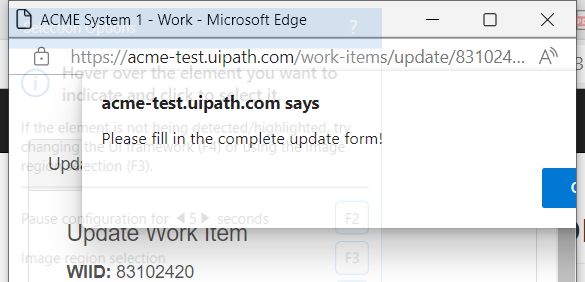 ACME System 1 - Work - Microsoft Edge
Selection Options
?
https://acme-test.uipath.com/work-items/update/831024...
Hover over the element you want to
indicate and click to select it
acme-test.uipath.com says
If the element is not being detected/highlighted, try
Please fill in the complete update form!
changing the UI framework (F4) or using the image
region selection (F3).
Upda
Pause configuration for 5 seconds
F2
Update Work Item
Image region selection
F3
WIID: 83102420